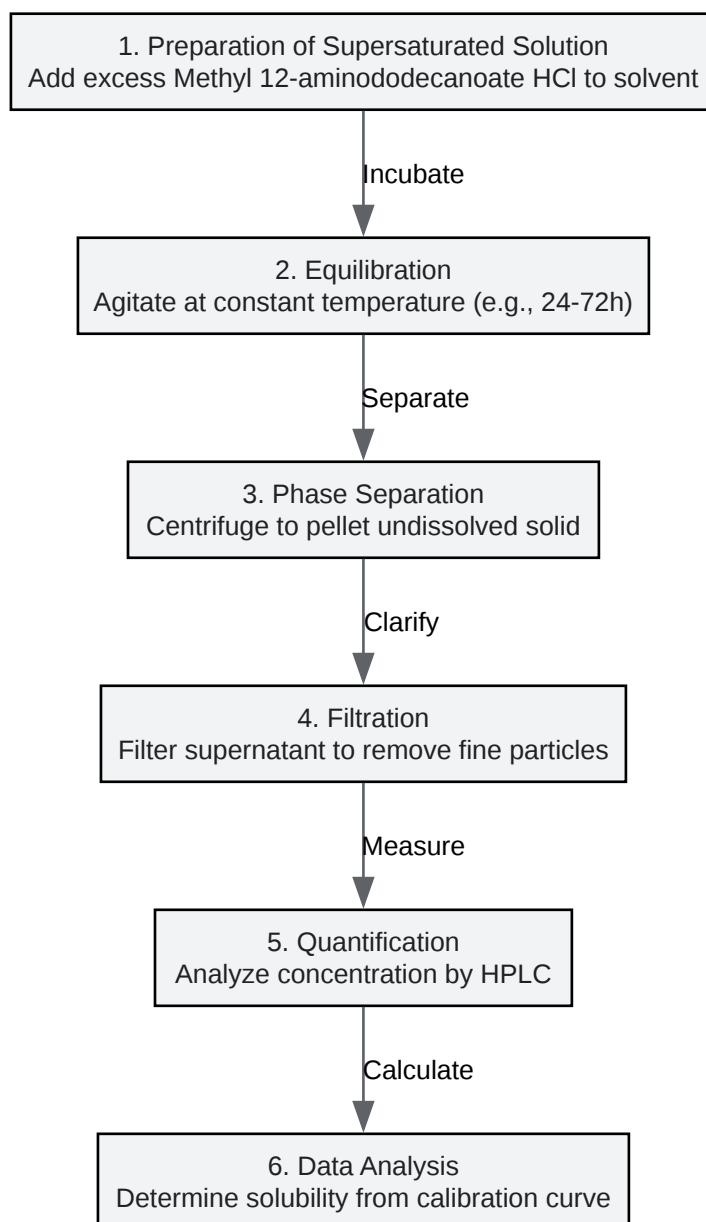 1. Preparation of Supersaturated Solution
Add excess Methyl 12-aminododecanoate HCl to solvent
Incubate
2. Equilibration
Agitate at constant temperature (e.g., 24-72h)
Separate
3. Phase Separation
Centrifuge to pellet undissolved solid
Clarify
4. Filtration
Filter supernatant to remove fine particles
Measure
5. Quantification
Analyze concentration by HPLC
Calculate
6. Data Analysis
Determine solubility from calibration curve